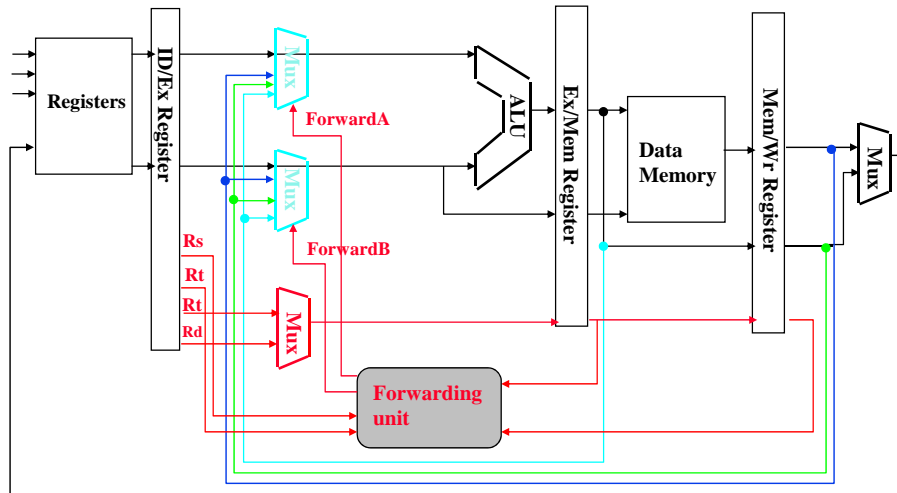 Registers
ID/Ex Register
Mux
ForwardA
Mux
ForwardB
ALU
Ex/Mem Register
Data
Memory
Mem/Wr Register
Mux
Rs
Rt
Rt
Rd
Mux
Forwarding
unit